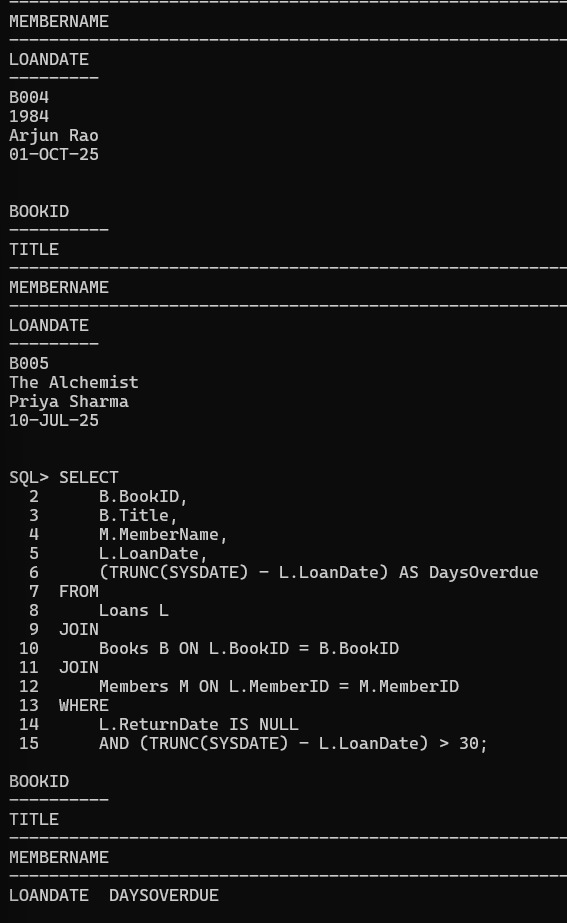 MEMBERNAME
--------------------------------------------------------
LOANDATE
---------
B004
1984
Arjun Rao
01-OCT-25
BOOKID
----------
TITLE
--------------------------------------------------------
MEMBERNAME
--------------------------------------------------------
LOANDATE
---------
B005
The Alchemist
Priya Sharma
10-JUL-25
SQL> SELECT
  2      B.BookID,
  3      B.Title,
  4      M.MemberName,
  5      L.LoanDate,
  6      (TRUNC(SYSDATE) - L.LoanDate) AS DaysOverdue
  7  FROM
  8      Loans L
  9  JOIN
 10      Books B ON L.BookID = B.BookID
 11  JOIN
 12      Members M ON L.MemberID = M.MemberID
 13  WHERE
 14      L.ReturnDate IS NULL
 15      AND (TRUNC(SYSDATE) - L.LoanDate) > 30;
BOOKID
----------
TITLE
--------------------------------------------------------
MEMBERNAME
--------------------------------------------------------
LOANDATE  DAYSOVERDUE